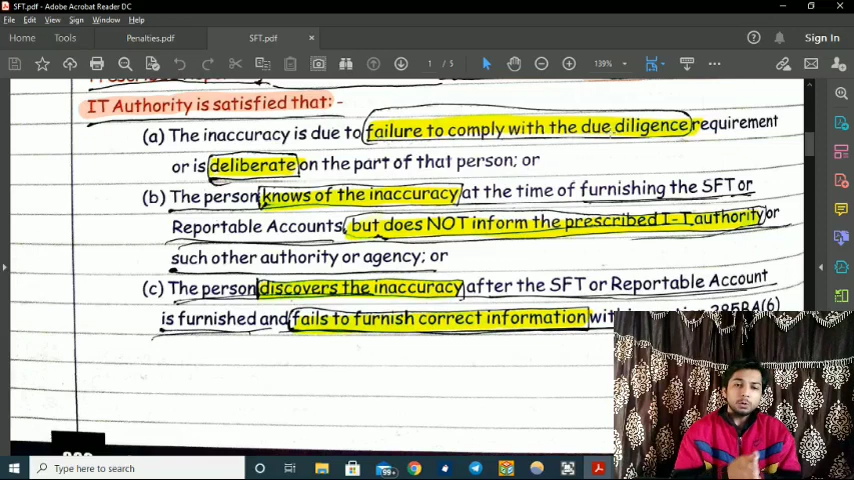 SFT.pdf - Adobe Acrobat Reader DC
File Edit View Sign Window Help
Home Tools Penalties.pdf SFT.pdf × Sign In
1 / 5 139%
IT Authority is satisfied that: -
(a) The inaccuracy is due to failure to comply with the due diligence requirement
or is deliberate on the part of that person; or
(b) The person knows of the inaccuracy at the time of furnishing the SFT or
Reportable Accounts, but does NOT inform the prescribed I-T authority or
such other authority or agency; or
(c) The person discovers the inaccuracy after the SFT or Reportable Account
is furnished and fails to furnish correct information
Type here to search 99+